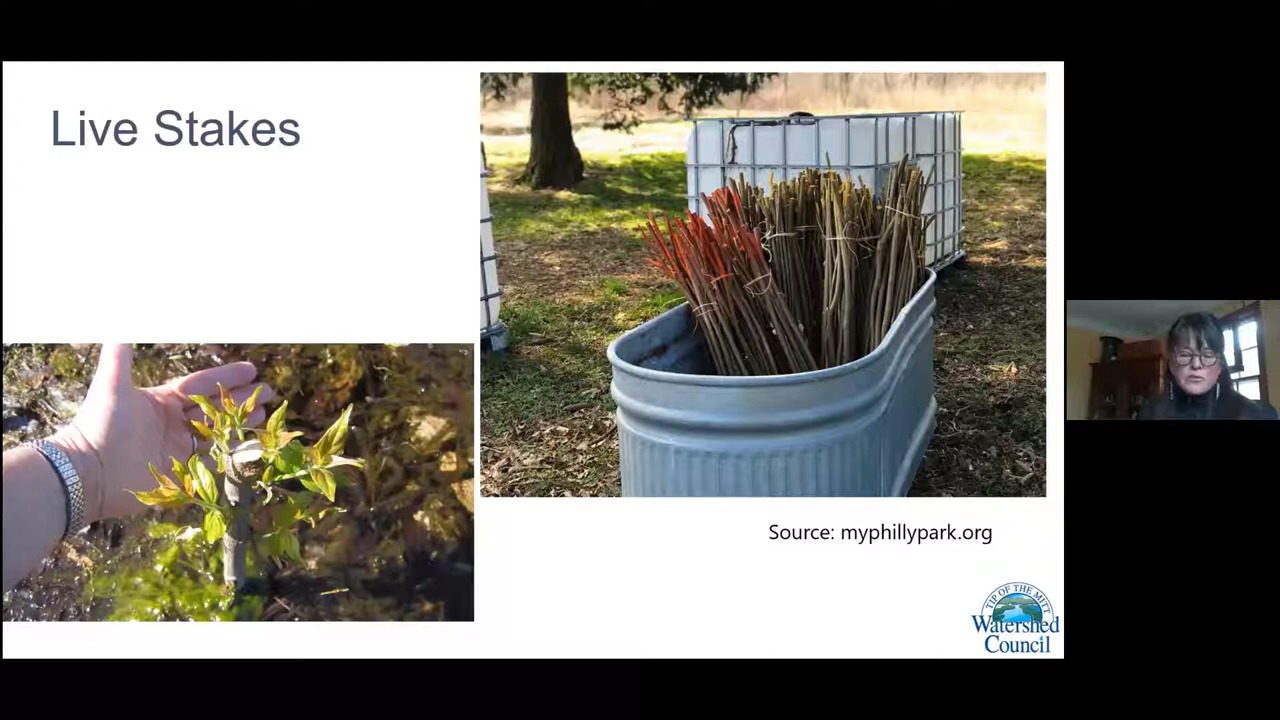 Live Stakes
Source: myphillypark.org
TIP OF THE MITT
Watershed
Council